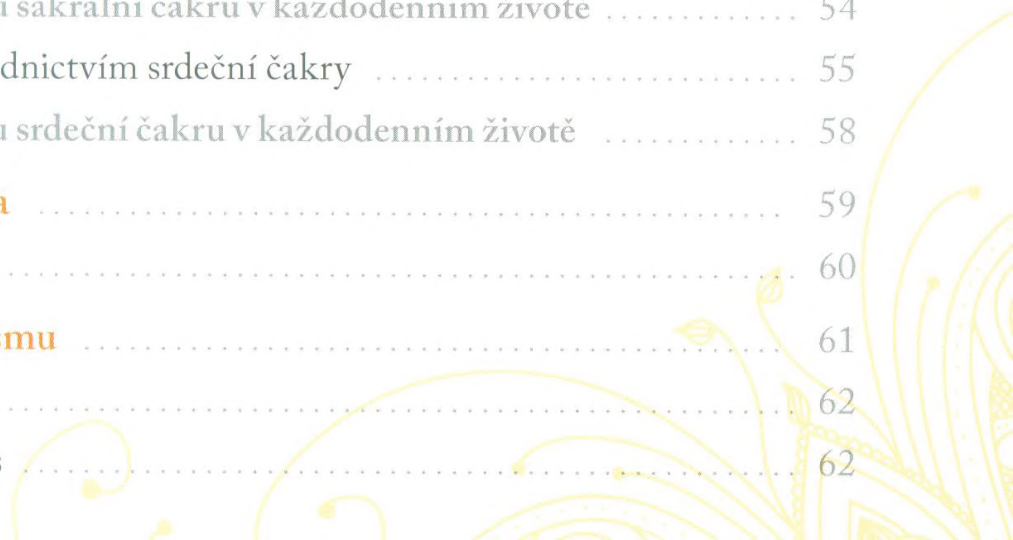 sakrální čakru v každodenním životě ............. 54
dnictvím srdeční čakry ............................ 55
u srdeční čakru v každodenním životě ............. 58
a ................................................ 59
................................................ 60
smu .............................................. 61
................................................ 62
s ................................................ 62